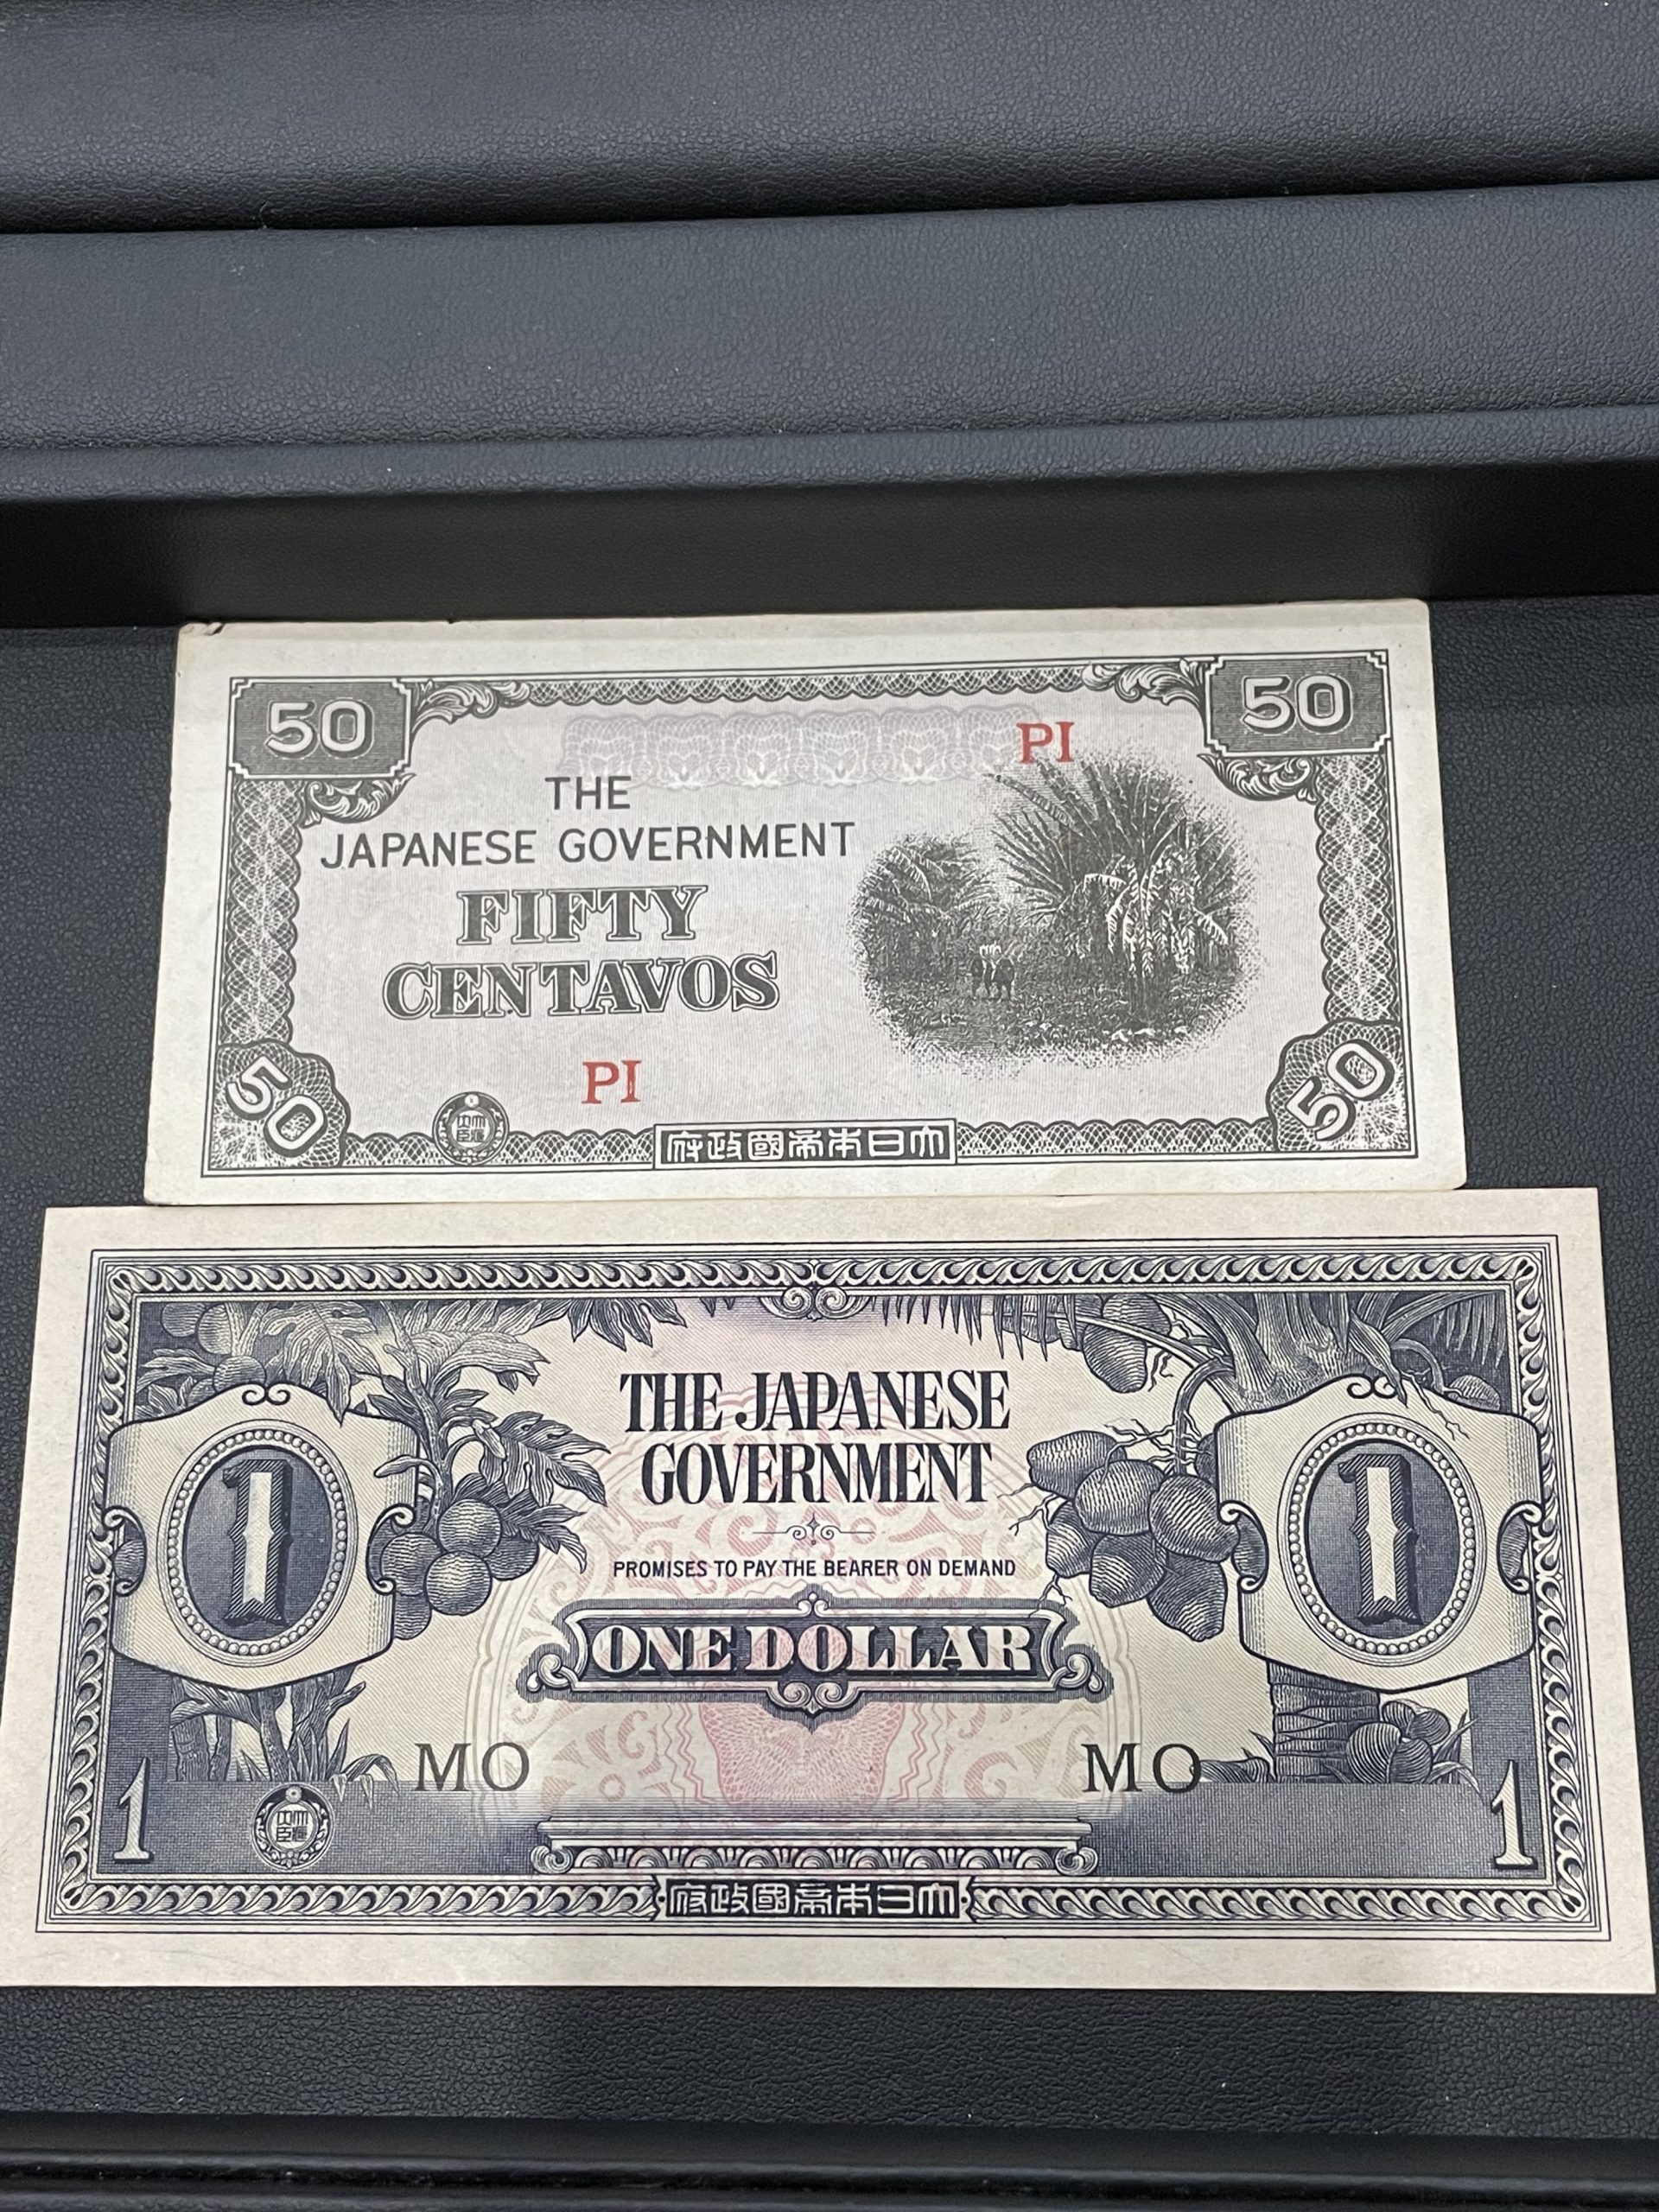 50
50
PI
THE
JAPANESE GOVERNMENT
FIFTY
CENTAVOS
PI
50
50
府政國帝本日大
THE JAPANESE
GOVERNMENT
1
1
PROMISES TO PAY THE BEARER ON DEMAND
ONE DOLLAR
MO
MO
1
1
府政國帝本日大